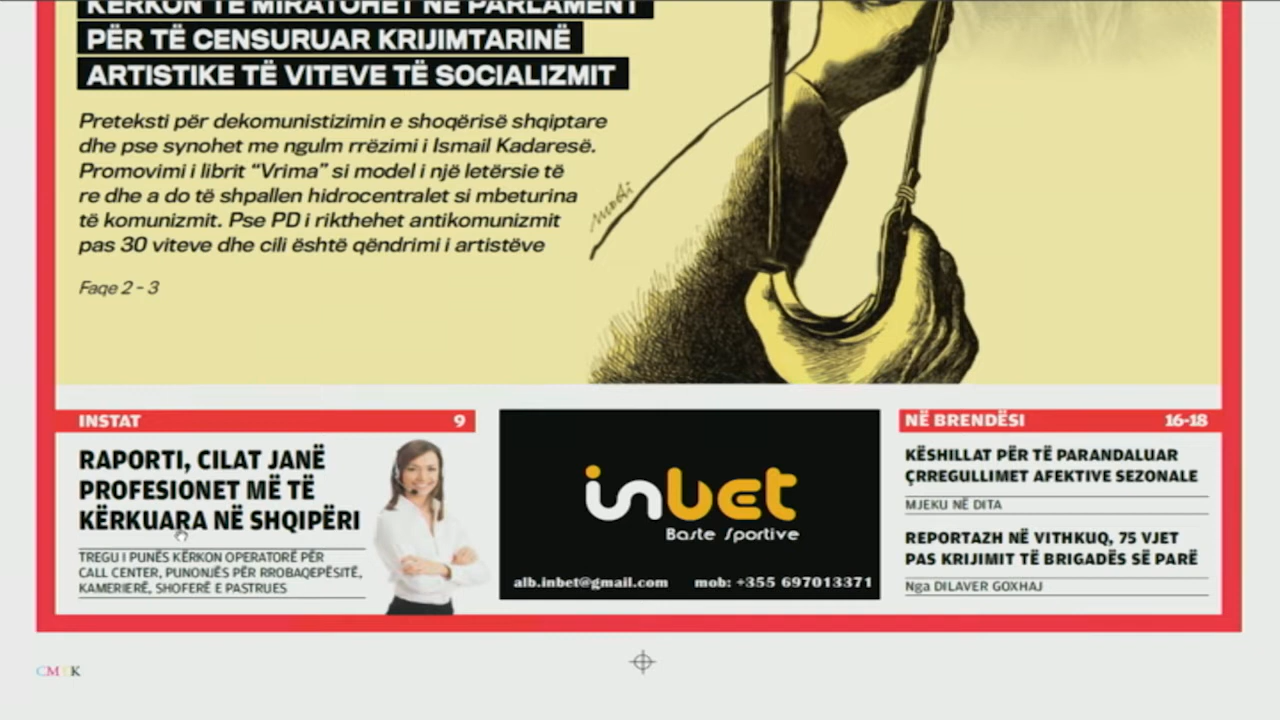 KËRKON TË MIRATOHET NË PARLAMENT
PËR TË CENSURUAR KRIJIMTARINË
ARTISTIKE TË VITEVE TË SOCIALIZMIT
Preteksti për dekomunistizimin e shoqërisë shqiptare
dhe pse synohet me ngulm rrëzimi i Ismail Kadaresë.
Promovimi i librit “Vrima” si model i një letërsie të
re dhe a do të shpallen hidrocentralet si mbeturina
të komunizmit. Pse PD i rikthehet antikomunizmit
pas 30 viteve dhe cili është qëndrimi i artistëve
Faqe 2 - 3
INSTAT 9
RAPORTI, CILAT JANË
PROFESIONET MË TË
KËRKUARA NË SHQIPËRI
TREGU I PUNËS KËRKON OPERATORË PËR
CALL CENTER, PUNONJËS PËR RROBAQEPËSITË,
KAMERIERË, SHOFERË E PASTRUES
inbet
Baste Sportive
alb.inbet@gmail.com mob: +355 697013371
NË BRENDËSI 16-18
KËSHILLAT PËR TË PARANDALUAR
ÇRREGULLIMET AFEKTIVE SEZONALE
MJEKU NË DITA
REPORTAZH NË VITHKUQ, 75 VJET
PAS KRIJIMIT TË BRIGADËS SË PARË
Nga DILAVER GOXHAJ
CMYK